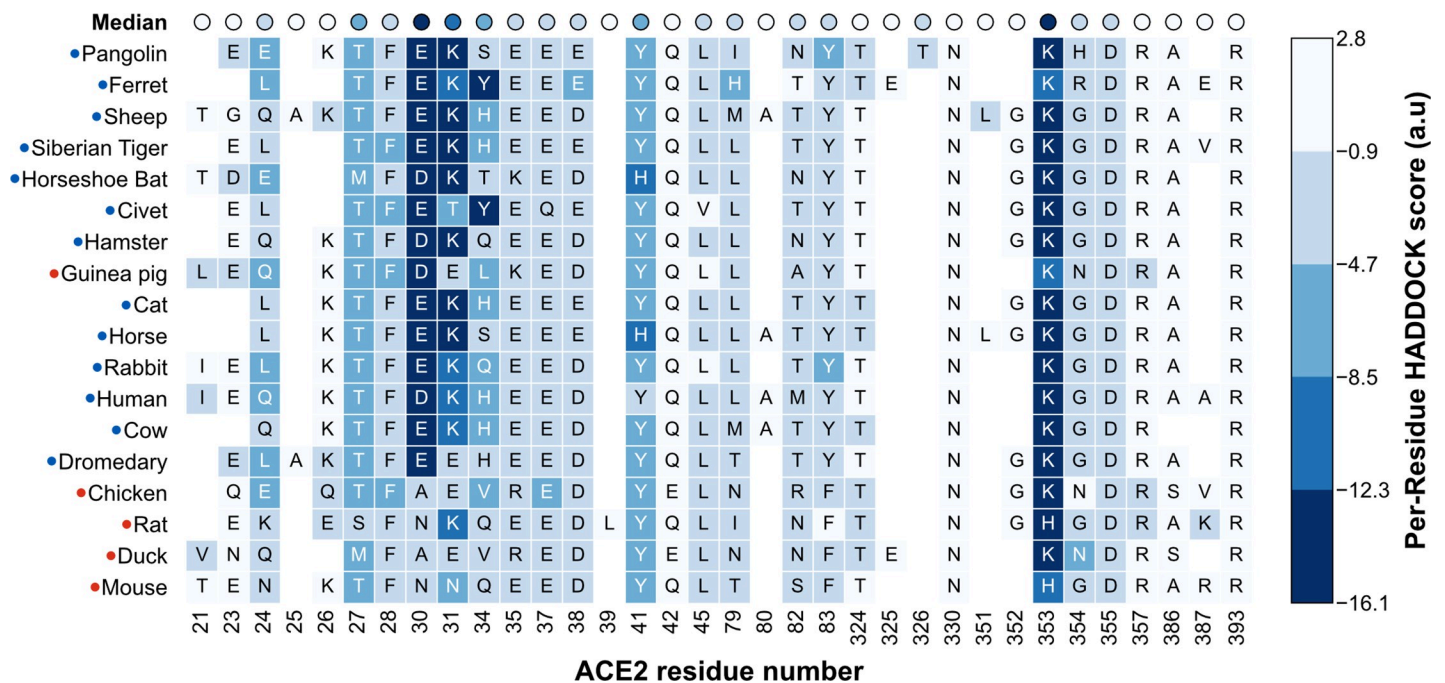 Median
Pangolin E E K T F E K S E E E Y Q L I N Y T T N K H D R A R
Ferret L T F E K Y E E E Y Q L H T Y T E N K R D R A E R
Sheep T G Q A K T F E K H E E D Y Q L M A T Y T N L G K G D R A R
Siberian Tiger E L T F E K H E E E Y Q L L T Y T N G K G D R A V R
Horseshoe Bat T D E M F D K T K E D H Q L L N Y T N G K G D R A R
Civet E L T F E T Y E Q E Y Q V L T Y T N G K G D R A R
Hamster E Q K T F D K Q E E D Y Q L L N Y T N G K G D R A R
Guinea pig L E Q K T F D E L K E D Y Q L L A Y T N K N D R A R
Cat L K T F E K H E E E Y Q L L T Y T N G K G D R A R
Horse L K T F E K S E E E H Q L L A T Y T N L G K G D R A R
Rabbit I E L K T F E K Q E E D Y Q L L T Y T N K G D R A R
Human I E Q K T F D K H E E D Y Q L L A M Y T N K G D R A A R
Cow Q K T F E K H E E D Y Q L M A T Y T N K G D R R
Dromedary E L A K T F E E H E E D Y Q L T T Y T N G K G D R A R
Chicken Q E Q T F A E V R E D Y E L N R F T N G K N D R S V R
Rat E K E S F N K Q E E D L Y Q L I N F T N G H G D R A K R
Duck V N Q M F A E V R E D Y E L N N F T E N K N D R S R
Mouse T E N K T F N N Q E E D Y Q L T S F T N H G D R A R R
21 23 24 25 26 27 28 30 31 34 35 37 38 39 41 42 45 79 80 82 83 324 325 326 330 351 352 353 354 355 357 386 387 393
ACE2 residue number
2.8
−0.9
−4.7
−8.5
−12.3
−16.1
Per-Residue HADDOCK score (a.u)